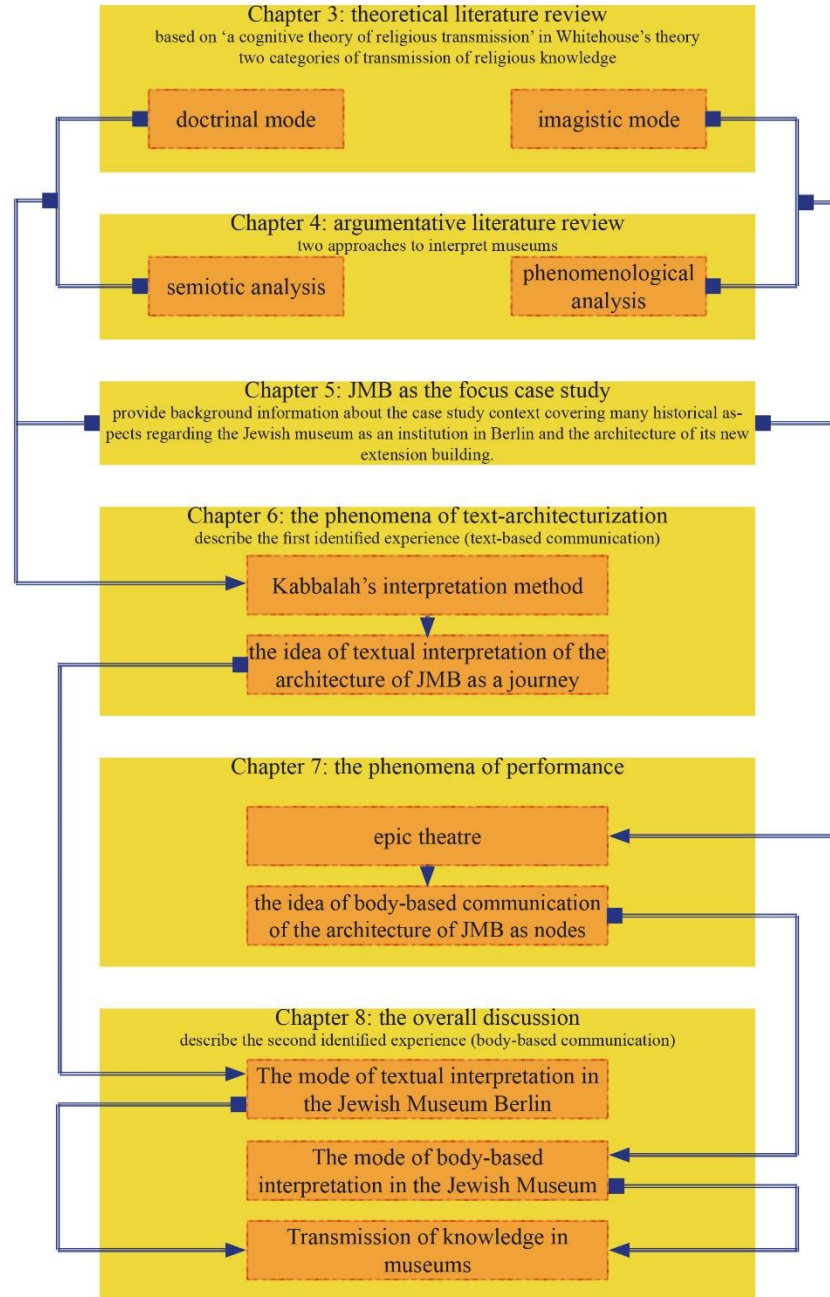 Chapter 3: theoretical literature review
based on ‘a cognitive theory of religious transmission’ in Whitehouse’s theory
two categories of transmission of religious knowledge
doctrinal mode
imagistic mode
Chapter 4: argumentative literature review
two approaches to interpret museums
semiotic analysis
phenomenological
analysis
Chapter 5: JMB as the focus case study
provide background information about the case study context covering many historical as-
pects regarding the Jewish museum as an institution in Berlin and the architecture of its new
extension building.
Chapter 6: the phenomena of text-architecturization
describe the first identified experience (text-based communication)
Kabbalah’s interpretation method
the idea of textual interpretation of the
architecture of JMB as a journey
Chapter 7: the phenomena of performance
epic theatre
the idea of body-based communication
of the architecture of JMB as nodes
Chapter 8: the overall discussion
describe the second identified experience (body-based communication)
The mode of textual interpretation in
the Jewish Museum Berlin
The mode of body-based
interpretation in the Jewish Museum
Transmission of knowledge in
museums